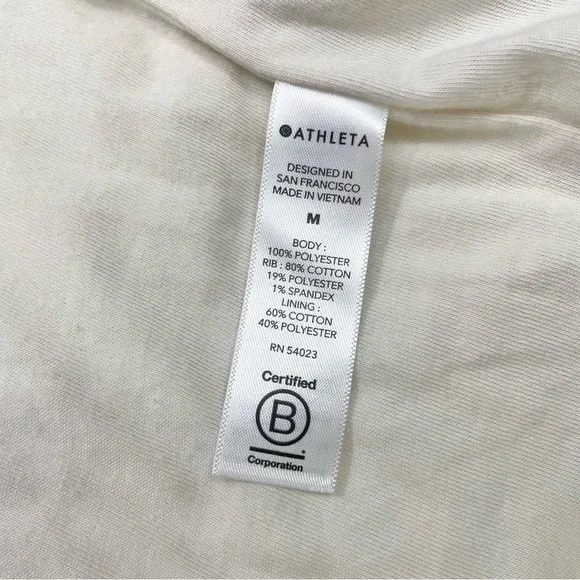 ATHLETA
DESIGNED IN
SAN FRANCISCO
MADE IN VIETNAM
M
BODY :
100% POLYESTER
RIB : 80% COTTON
19% POLYESTER
1% SPANDEX
LINING :
60% COTTON
40% POLYESTER
RN 54023
Certified
B
Corporation